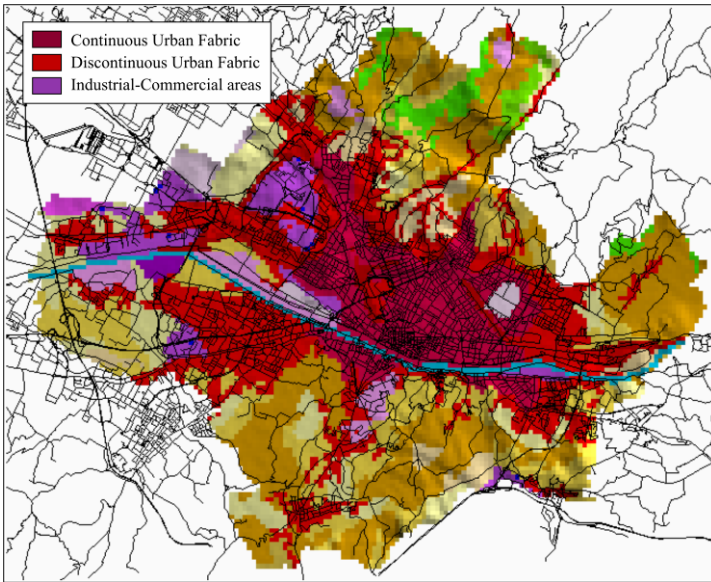 Continuous Urban Fabric
Discontinuous Urban Fabric
Industrial-Commercial areas